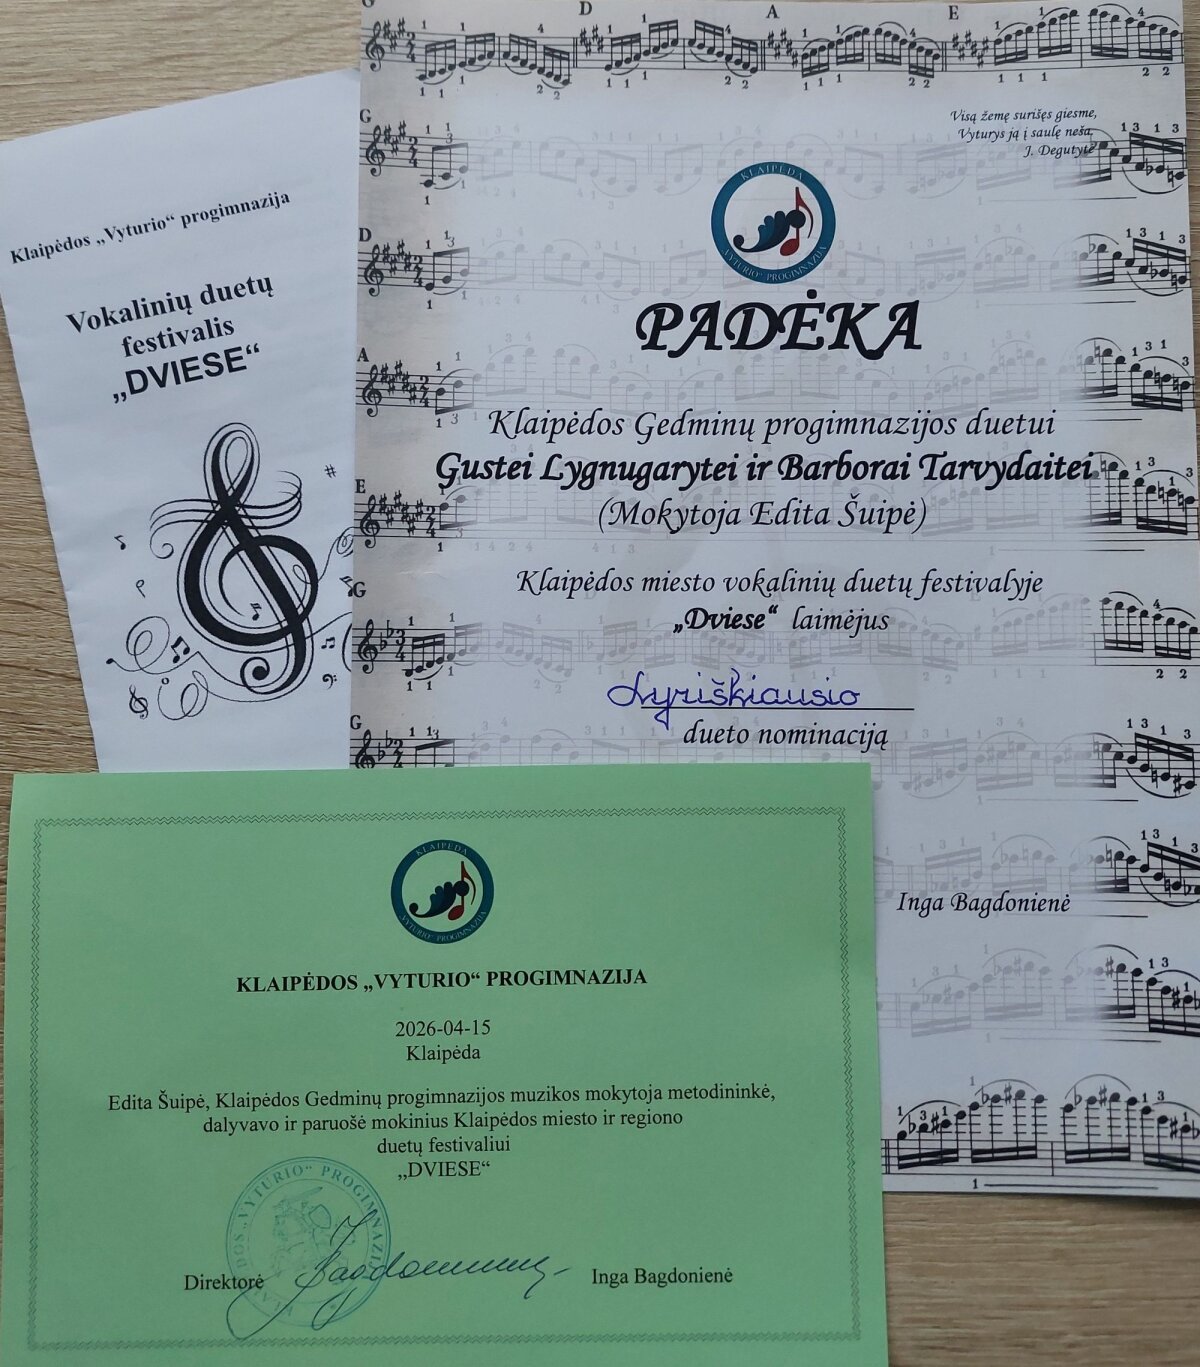 Klaipėdos „Vyturio“ progimnazija
Vokalinių duetų
festivalis
„DVIESE“
Visą žemę surišęs giesme,
Vyturys ją į saulę neša,
J. Degutytė
KLAIPĖDA
„VYTURIO“ PROGIMNAZIJA
PADĖKA
Klaipėdos Gedminų progimnazijos duetui
Gustei Lygnugarytei ir Barborai Tarvydaitei
(Mokytoja Edita Šuipė)
Klaipėdos miesto vokalinių duetų festivalyje
„Dviese“ laimėjus
Lyriškiausio
dueto nominaciją
Inga Bagdonienė
KLAIPĖDA
„VYTURIO“ PROGIMNAZIJA
KLAIPĖDOS „VYTURIO“ PROGIMNAZIJA
2026-04-15
Klaipėda
Edita Šuipė, Klaipėdos Gedminų progimnazijos muzikos mokytoja metodininkė,
dalyvavo ir paruošė mokinius Klaipėdos miesto ir regiono
duetų festivaliui
„DVIESE“
Direktorė
Inga Bagdonienė